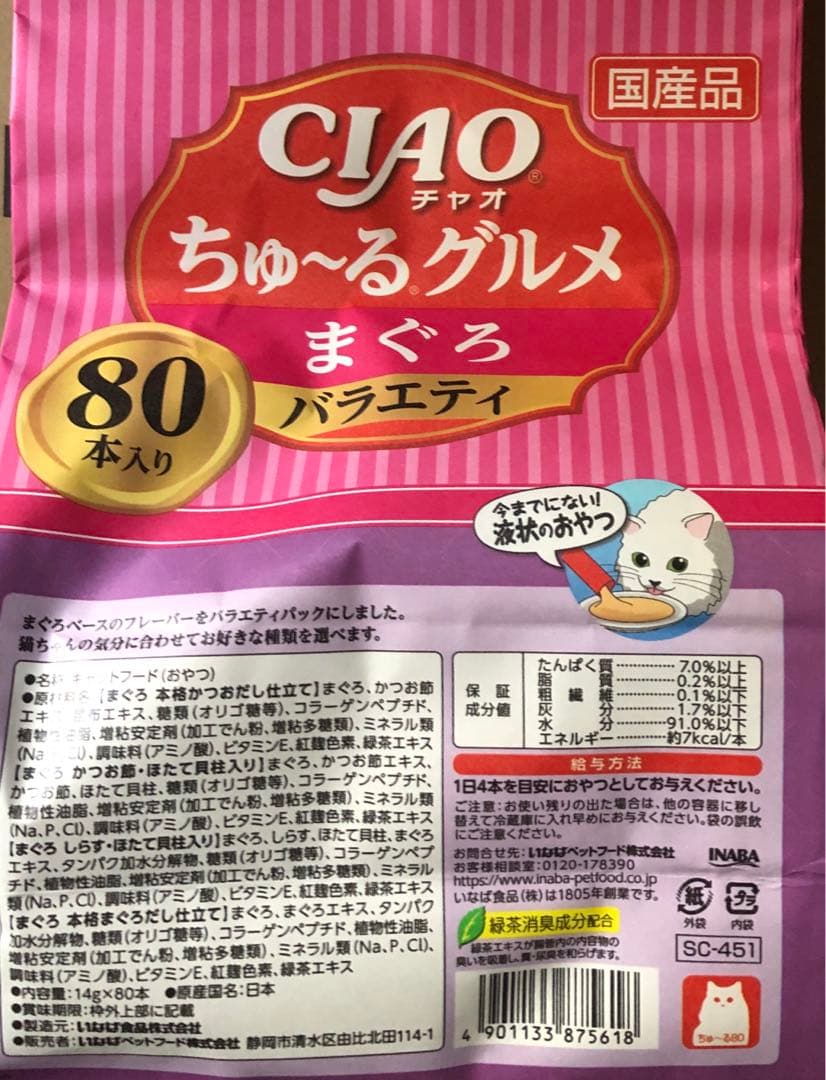 国産品
CIAO®
チャオ
ちゅ～る®グルメ
まぐろ
バラエティ
80
本入り
今までにない!
液状のおやつ
まぐろベースのフレーバーをバラエティパックにしました。
猫ちゃんの気分に合わせてお好きな種類を選べます。
●名称:キャットフード(おやつ)
●原材料名:【まぐろ 本格かつおだし仕立て】まぐろ、かつお節
エキス、昆布エキス、糖類(オリゴ糖等)、コラーゲンペプチド、
植物性油脂、増粘安定剤(加工でん粉、増粘多糖類)、ミネラル類
(Na、P、Cl)、調味料(アミノ酸)、ビタミンE、紅麹色素、緑茶エキス
【まぐろ かつお節・ほたて貝柱入り】まぐろ、かつお節エキス、
かつお節、ほたて貝柱、糖類(オリゴ糖等)、コラーゲンペプチド、
植物性油脂、増粘安定剤(加工でん粉、増粘多糖類)、ミネラル類
(Na、P、Cl)、調味料(アミノ酸)、ビタミンE、紅麹色素、緑茶エキス
【まぐろ しらす・ほたて貝柱入り】まぐろ、しらす、ほたて貝柱、まぐろ
エキス、タンパク加水分解物、糖類(オリゴ糖等)、コラーゲンペプ
チド、植物性油脂、増粘安定剤(加工でん粉、増粘多糖類)、ミネラル
類(Na、P、Cl)、調味料(アミノ酸)、ビタミンE、紅麹色素、緑茶エキス
【まぐろ 本格まぐろだし仕立て】まぐろ、まぐろエキス、タンパク
加水分解物、糖類(オリゴ糖等)、コラーゲンペプチド、植物性油脂、
増粘安定剤(加工でん粉、増粘多糖類)、ミネラル類(Na、P、Cl)、
調味料(アミノ酸)、ビタミンE、紅麹色素、緑茶エキス
●内容量:14g×80本 ●原産国名:日本
●賞味期限:枠外上部に記載
●製造元:いなば食品株式会社
●販売者:いなばペットフード株式会社 静岡市清水区由比北田114-1
保証
成分値
たんぱく質……………7.0%以上
脂質……………0.2%以上
粗繊維……………0.1%以下
灰分……………1.7%以下
水分……………91.0%以下
エネルギー……………約7kcal/本
給与方法
1日4本を目安におやつとしてお与えください。
ご注意:お使い残りの出た場合は、他の容器に移し
替えて冷蔵庫に入れ早めにお与えください。袋の誤飲
にご注意ください。
お問合せ先:いなばペットフード株式会社
INABA
お客様相談室:0120-178390
https://www.inaba-petfood.co.jp
いなば食品(株)は1805年創業です。
紙
外袋
プラ
内袋
緑茶消臭成分配合
緑茶エキスが腸管内の内容物の
臭いを吸着し、糞・尿臭を和らげます。
SC-451
4 901133 875618
ちゅ～る80